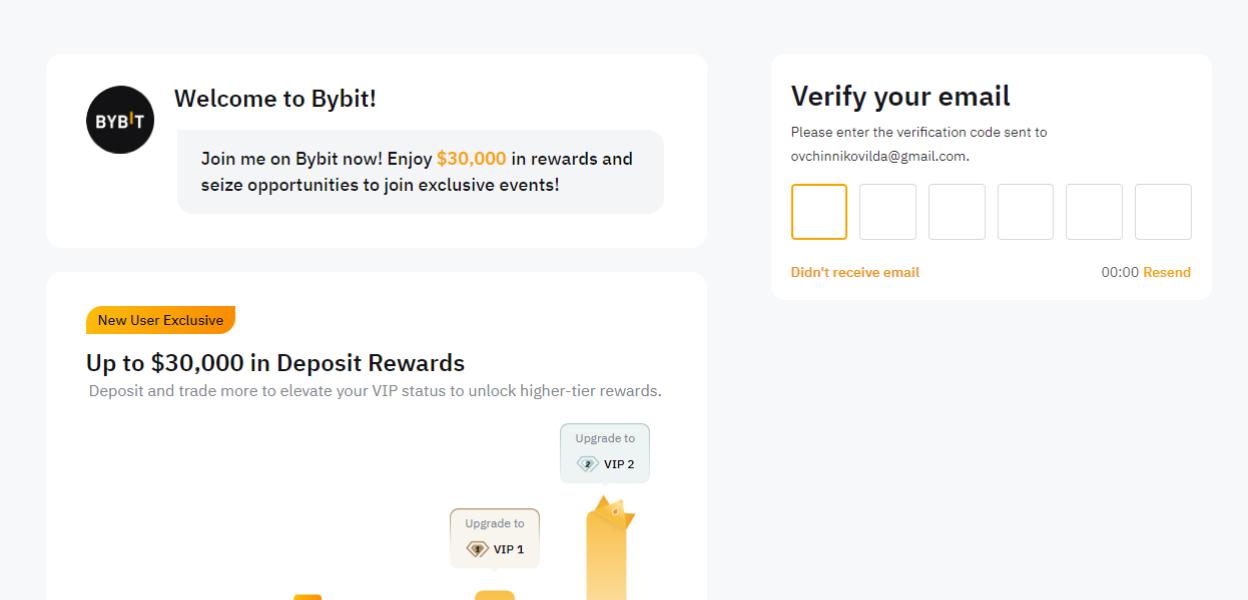 BYBIT
Welcome to Bybit!
Join me on Bybit now! Enjoy $30,000 in rewards and
seize opportunities to join exclusive events!
New User Exclusive
Up to $30,000 in Deposit Rewards
Deposit and trade more to elevate your VIP status to unlock higher-tier rewards.
Upgrade to
2 VIP 2
Upgrade to
1 VIP 1
Verify your email
Please enter the verification code sent to
ovchinnikovilda@gmail.com.
Didn't receive email
00:00 Resend